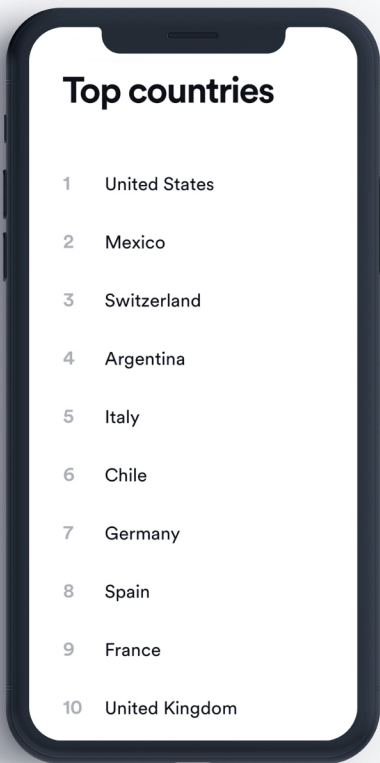 Top countries
1 United States
2 Mexico
3 Switzerland
4 Argentina
5 Italy
6 Chile
7 Germany
8 Spain
9 France
10 United Kingdom